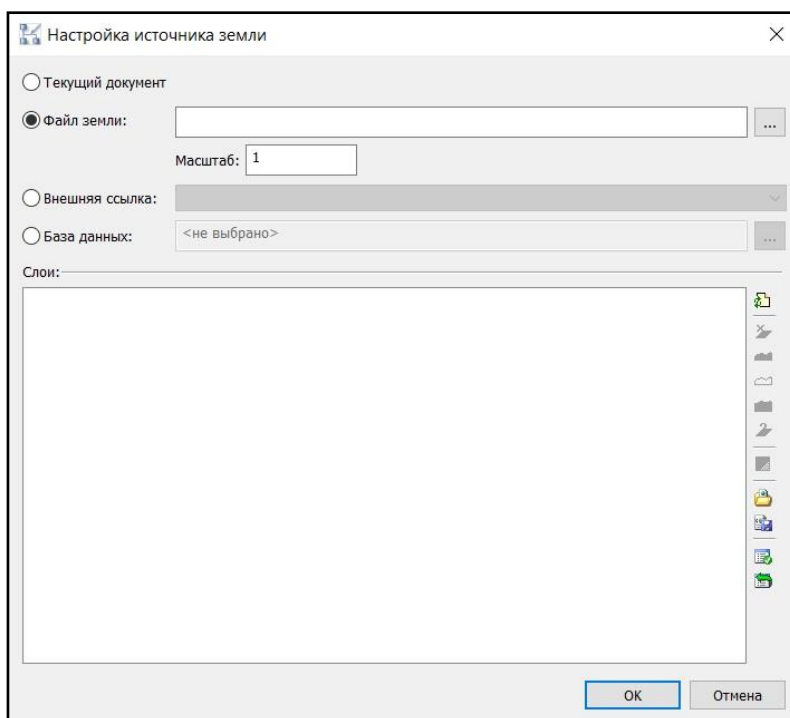 Настройка источника земли
Текущий документ
Файл земли:
...
Масштаб: 1
Внешняя ссылка:
База данных: <не выбрано> ...
Слои:
OK Отмена